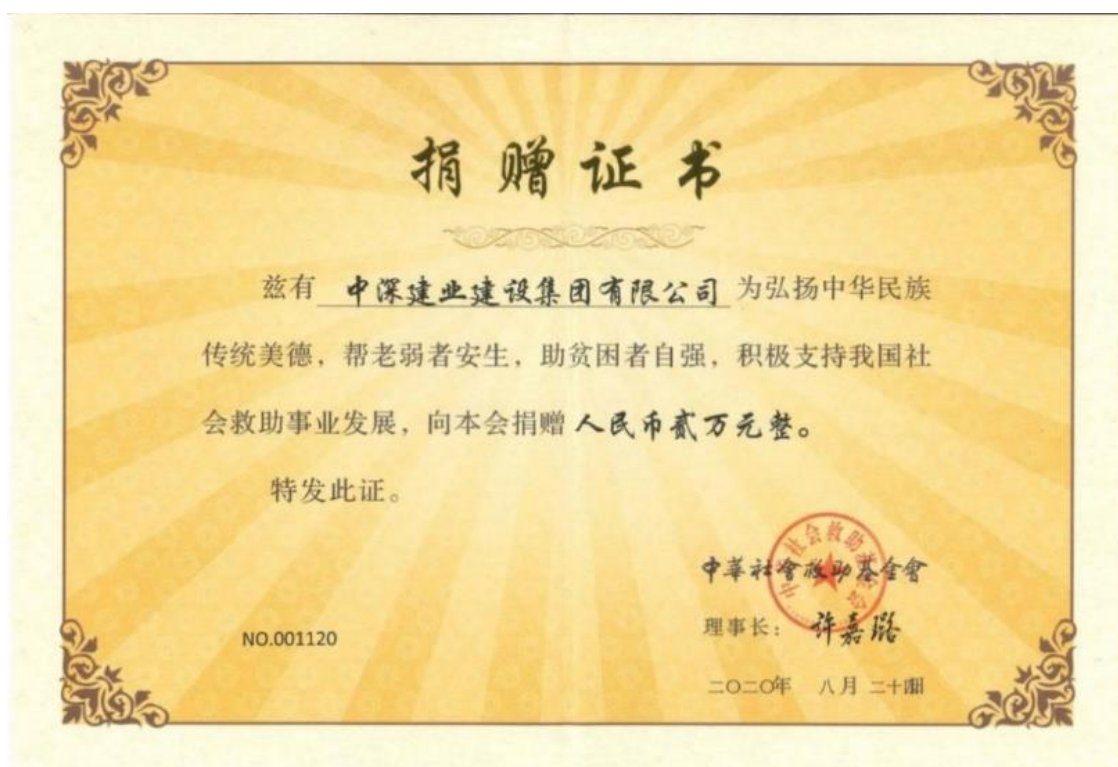 捐赠证书
兹有 中深建业建设集团有限公司 为弘扬中华民族
传统美德，帮老弱者安生，助贫困者自强，积极支持我国社
会救助事业发展，向本会捐赠人民币贰万元整。
特发此证。
中華社會救助基金會
NO.001120
理事长： 许嘉璐
二〇二〇年 八月 二十